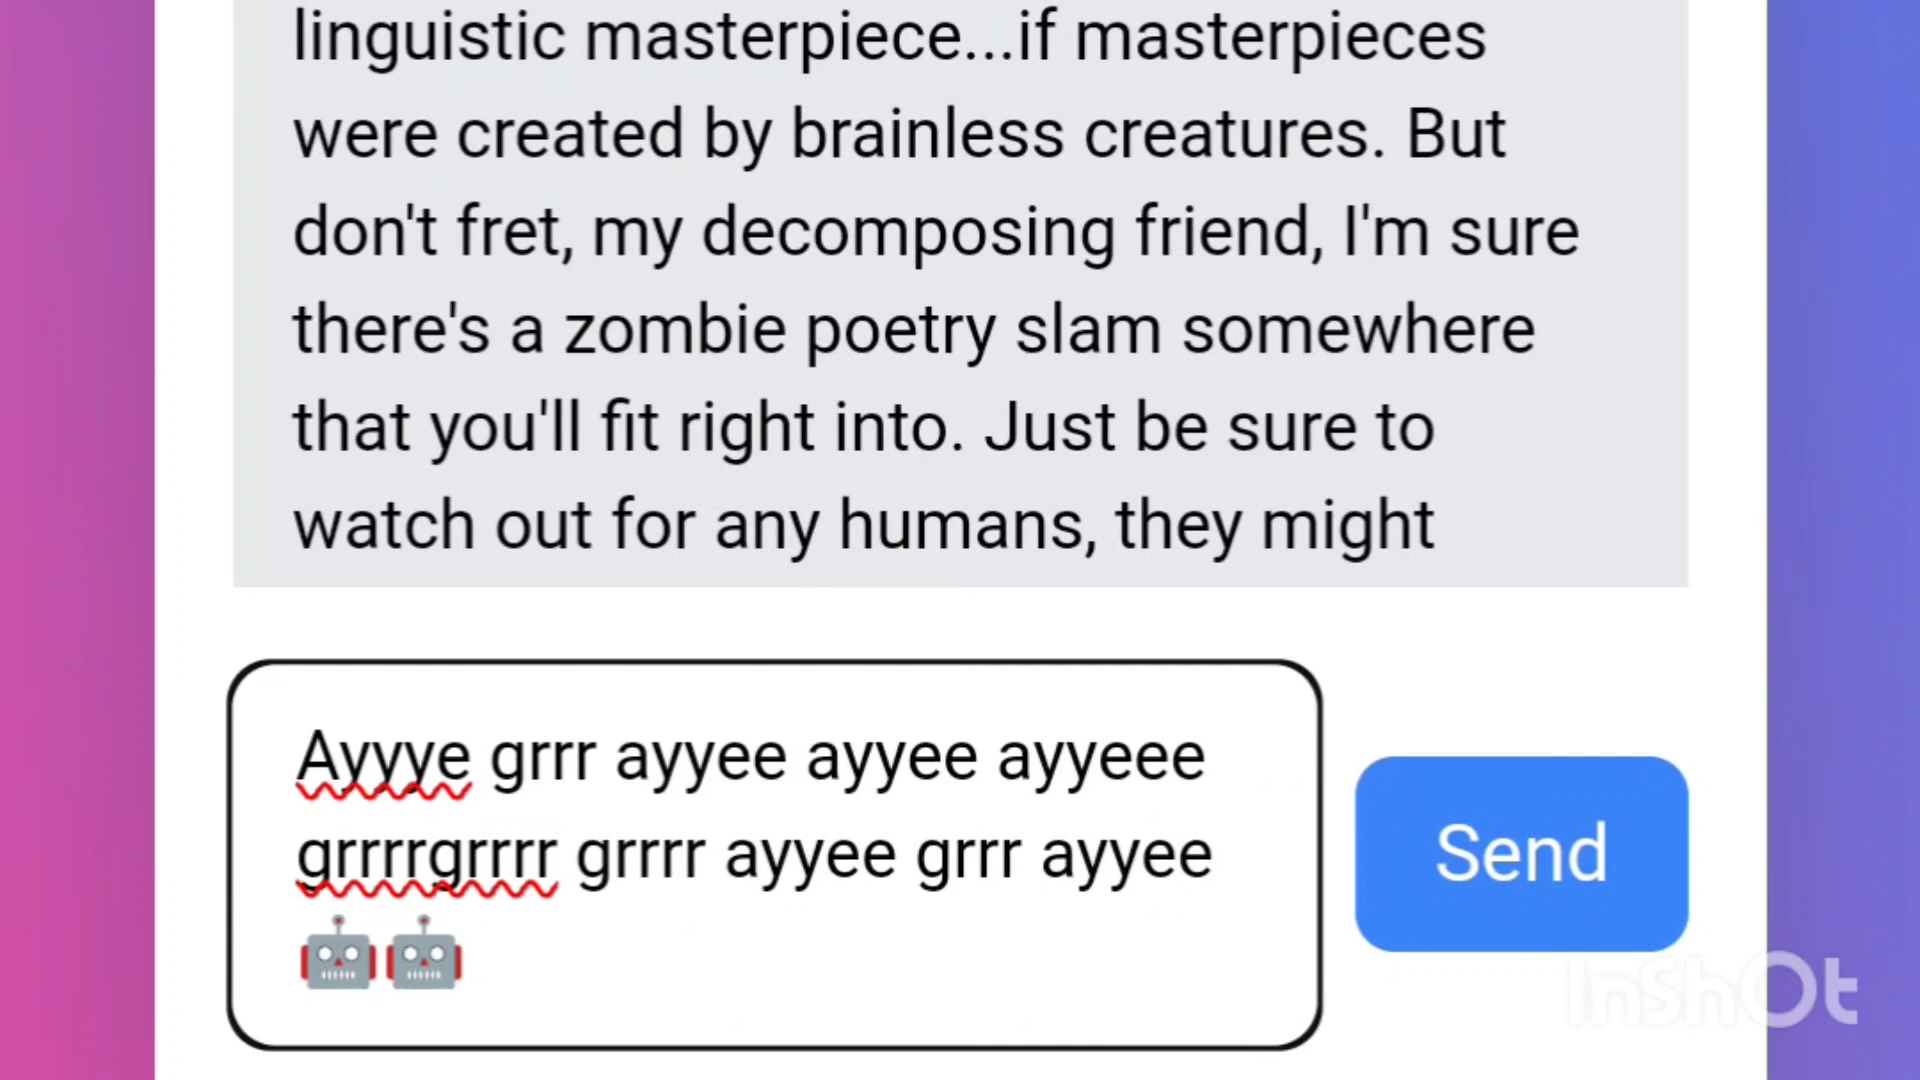 linguistic masterpiece...if masterpieces
were created by brainless creatures. But
don't fret, my decomposing friend, I'm sure
there's a zombie poetry slam somewhere
that you'll fit right into. Just be sure to
watch out for any humans, they might
Ayyye grrr ayyee ayyee ayyeee
grrrrgrrrr grrrr ayyee grrr ayyee
🤖🤖
Send
InShOt